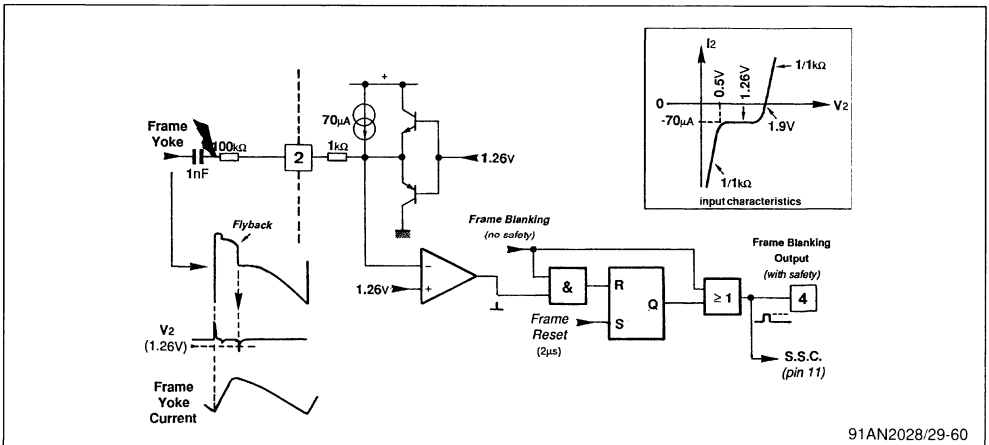 I2
1/1kΩ
0.5V
1.26V
0
V2
-70µA
1.9V
1/1kΩ
input characteristics
+
70µA
Frame
Yoke
100kΩ
2
1kΩ
1.26V
1nF
Flyback
Frame Blanking
(no safety)
Frame Blanking
Output
(with safety)
1.26V
−
+
&
R
Q
S
≥ 1
4
Frame
Reset
(2µs)
S.S.C.
(pin 11)
V2
(1.26V)
Frame
Yoke
Current
91AN2028/29-60